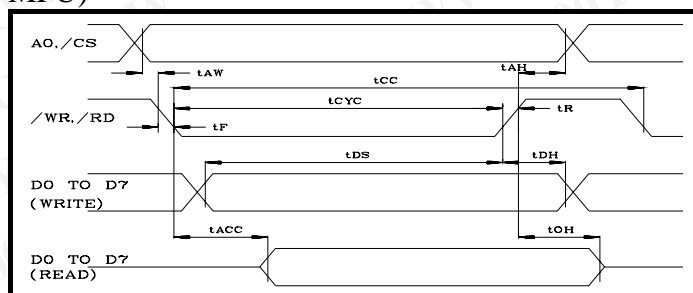 A0,/CS
tAW
tAH
tCC
tCYC
/WR,/RD
tF
tR
tDS
tDH
D0 TO D7
(WRITE)
tACC
tOH
D0 TO D7
(READ)